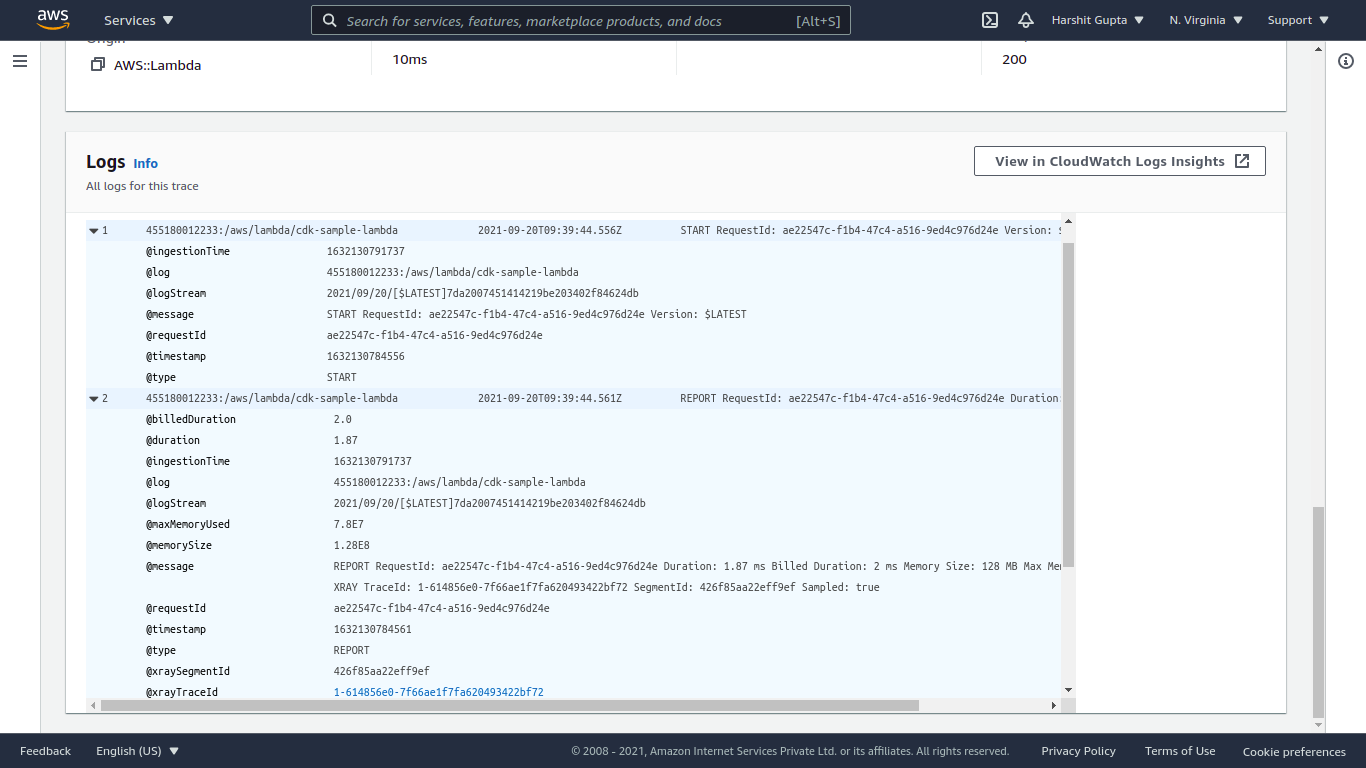 aws
Services
Search for services, features, marketplace products, and docs [Alt+S]
Harshit Gupta
N. Virginia
Support
Origin
AWS::Lambda
10ms
200
Logs Info
All logs for this trace
View in CloudWatch Logs Insights
1 455180012233:/aws/lambda/cdk-sample-lambda 2021-09-20T09:39:44.556Z START RequestId: ae22547c-f1b4-47c4-a516-9ed4c976d24e Version:
@ingestionTime 1632130791737
@log 455180012233:/aws/lambda/cdk-sample-lambda
@logStream 2021/09/20/[$LATEST]7da2007451414219be203402f84624db
@message START RequestId: ae22547c-f1b4-47c4-a516-9ed4c976d24e Version: $LATEST
@requestId ae22547c-f1b4-47c4-a516-9ed4c976d24e
@timestamp 1632130784556
@type START
2 455180012233:/aws/lambda/cdk-sample-lambda 2021-09-20T09:39:44.561Z REPORT RequestId: ae22547c-f1b4-47c4-a516-9ed4c976d24e Duration:
@billedDuration 2.0
@duration 1.87
@ingestionTime 1632130791737
@log 455180012233:/aws/lambda/cdk-sample-lambda
@logStream 2021/09/20/[$LATEST]7da2007451414219be203402f84624db
@maxMemoryUsed 7.8E7
@memorySize 1.28E8
@message REPORT RequestId: ae22547c-f1b4-47c4-a516-9ed4c976d24e Duration: 1.87 ms Billed Duration: 2 ms Memory Size: 128 MB Max Me
XRAY TraceId: 1-614856e0-7f66ae1f7fa620493422bf72 SegmentId: 426f85aa22eff9ef Sampled: true
@requestId ae22547c-f1b4-47c4-a516-9ed4c976d24e
@timestamp 1632130784561
@type REPORT
@xraySegmentId 426f85aa22eff9ef
@xrayTraceId 1-614856e0-7f66ae1f7fa620493422bf72
Feedback
English (US)
© 2008 - 2021, Amazon Internet Services Private Ltd. or its affiliates. All rights reserved.
Privacy Policy
Terms of Use
Cookie preferences